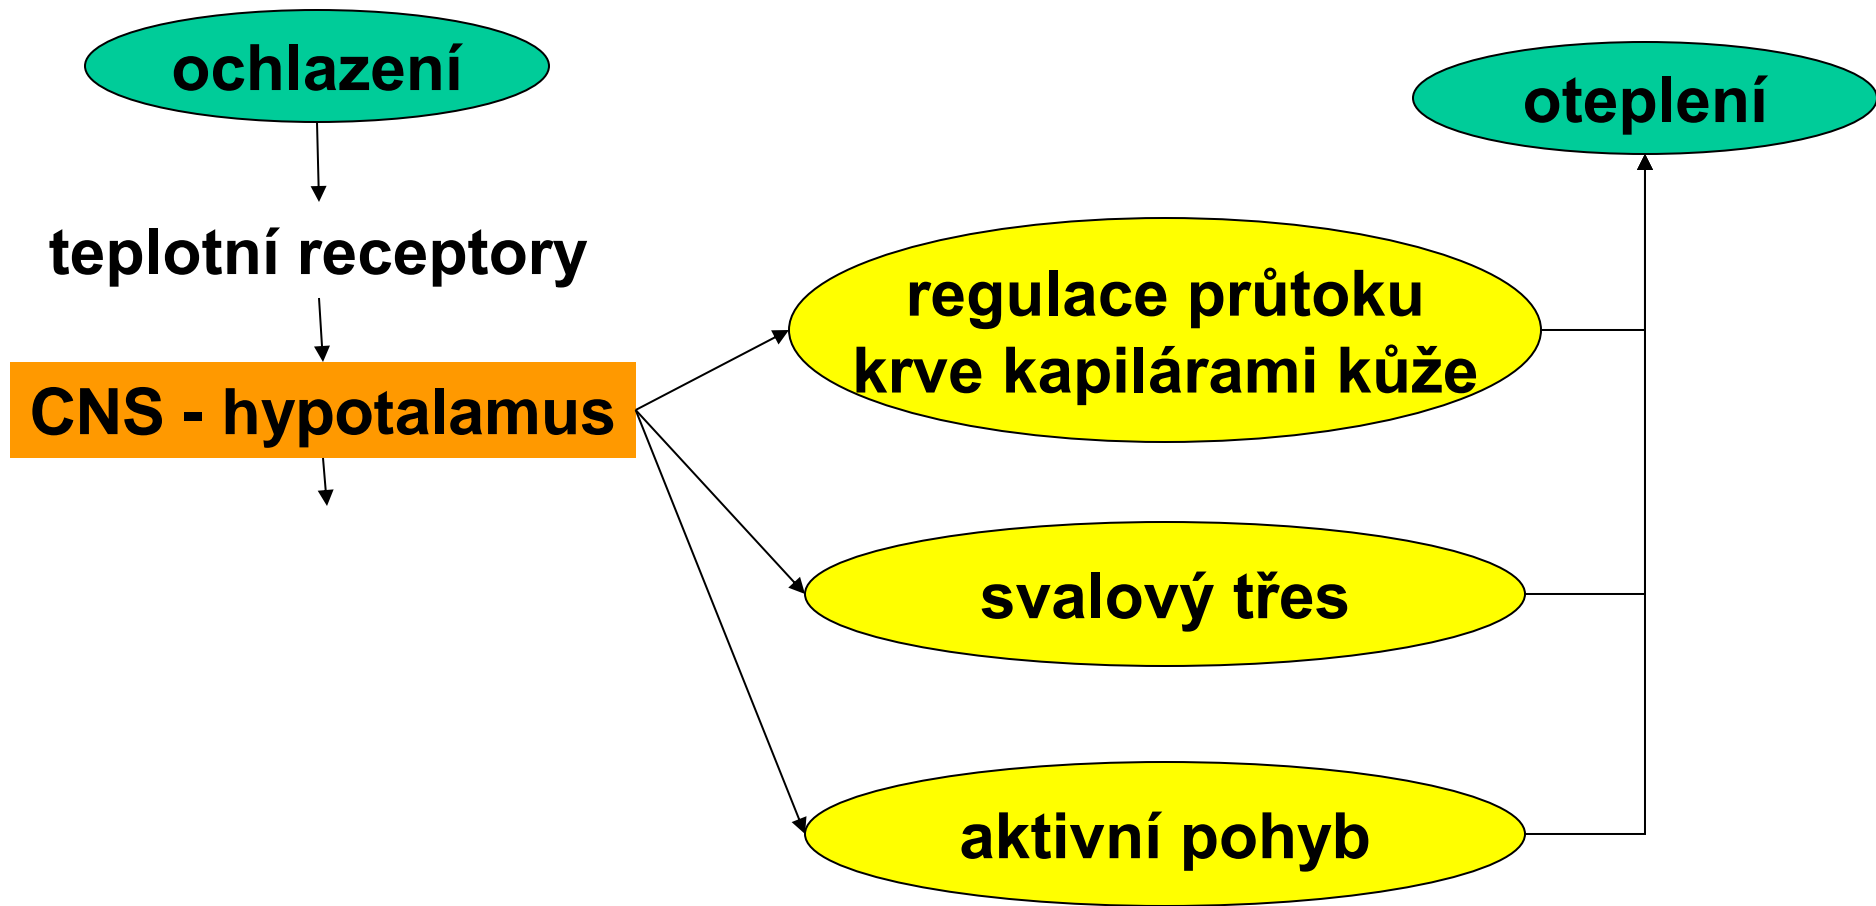 ochlazení
oteplení
teplotní receptory
regulace průtoku
krve kapilárami kůže
CNS - hypotalamus
svalový třes
aktivní pohyb